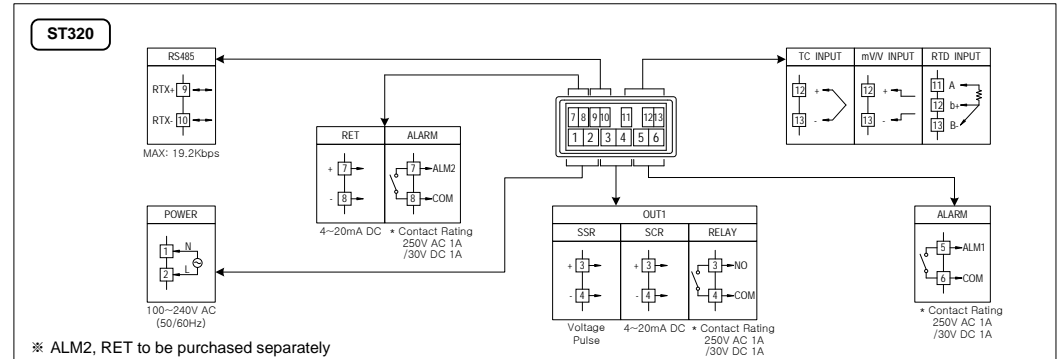 ST320
RS485
RTX+ 9
RTX- 10
MAX: 19.2Kbps
RET ALARM
+ 7
- 8
7 ALM2
8 COM
4~20mA DC
* Contact Rating
250V AC 1A
/30V DC 1A
POWER
1 N
2 L
100~240V AC
(50/60Hz)
7 8 9 10 11 12 13
1 2 3 4 5 6
TC INPUT mV/V INPUT RTD INPUT
12 +
13 -
12 +
13 -
11 A
12 b+
13 B-
OUT1
SSR SCR RELAY
+ 3
- 4
+ 3
- 4
3 NO
4 COM
Voltage
Pulse
4~20mA DC
* Contact Rating
250V AC 1A
/30V DC 1A
ALARM
5 ALM1
6 COM
* Contact Rating
250V AC 1A
/30V DC 1A
※ ALM2, RET to be purchased separately